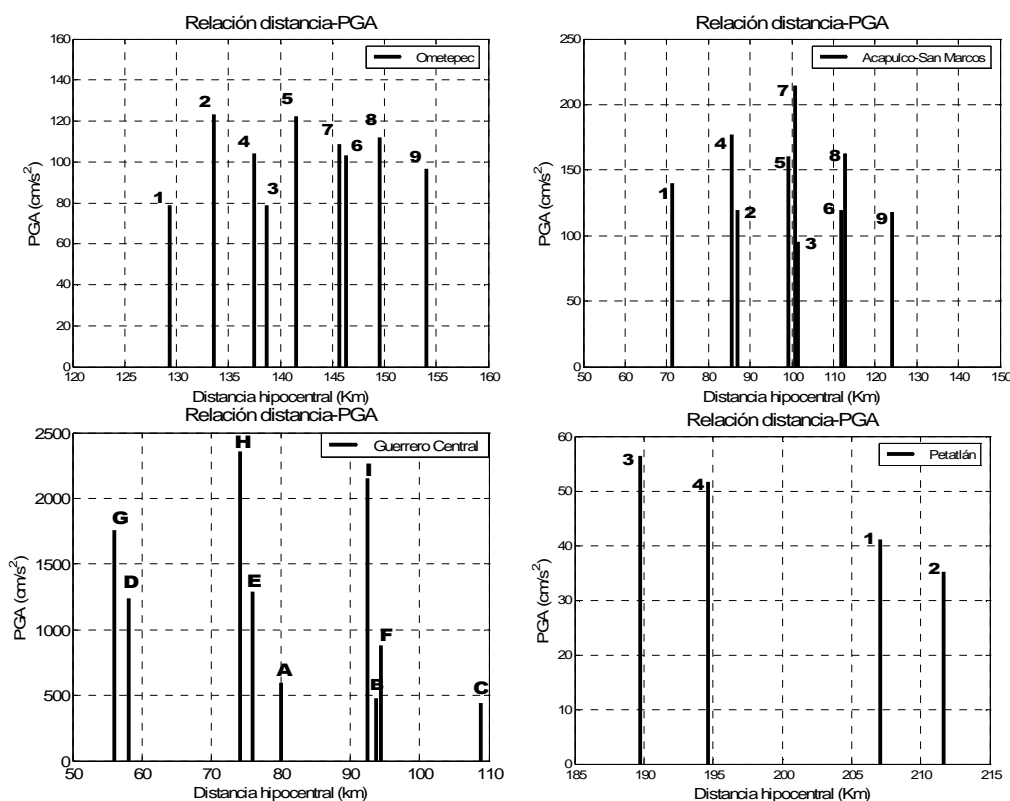 Relación distancia-PGA
Ometepec
PGA (cm/s²)
160
140
120
100
80
60
40
20
0
1
2
4
3
5
7
6
8
9
120 125 130 135 140 145 150 155 160
Distancia hipocentral (Km)
Relación distancia-PGA
Acapulco-San Marcos
PGA (cm/s²)
250
200
150
100
50
0
1
4
2
5
7
3
6
8
9
50 60 70 80 90 100 110 120 130 140 150
Distancia hipocentral (Km)
Relación distancia-PGA
Guerrero Central
PGA (cm/s²)
2500
2000
1500
1000
500
0
G
D
H
E
A
I
B
F
C
50 60 70 80 90 100 110
Distancia hipocentral (km)
Relación distancia-PGA
Petatlán
PGA (cm/s²)
60
50
40
30
20
10
0
3
4
1
2
185 190 195 200 205 210 215
Distancia hipocentral (Km)